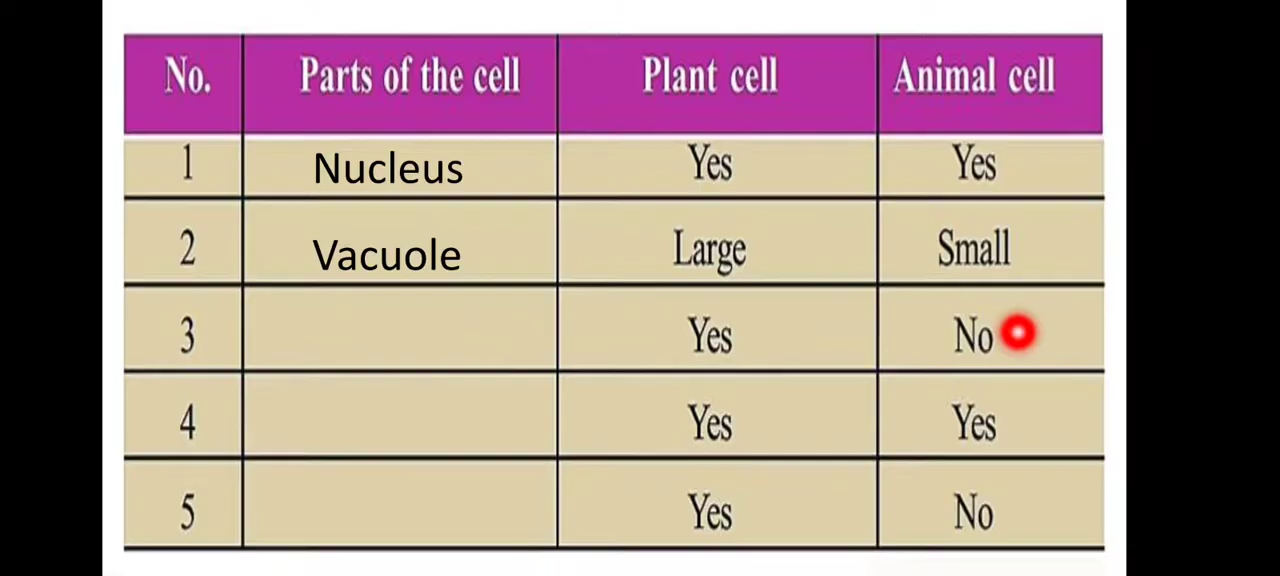 No. Parts of the cell Plant cell Animal cell
1 Nucleus Yes Yes
2 Vacuole Large Small
3 Yes No
4 Yes Yes
5 Yes No